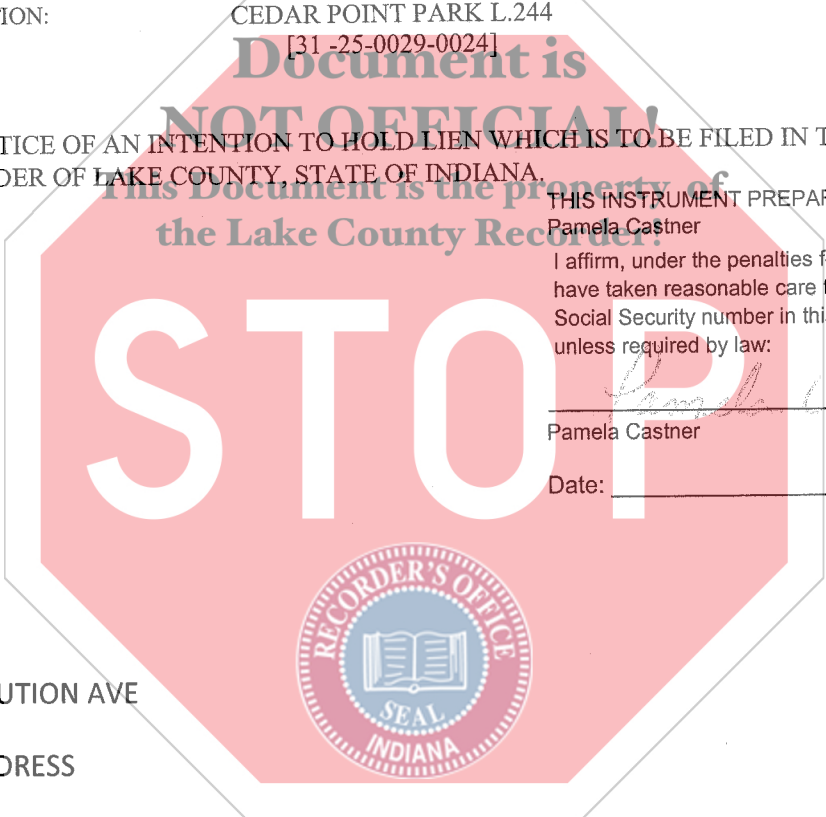 ION:
CEDAR POINT PARK L.244
[31 -25-0029-0024]
Document is
NOT OFFICIAL!
TICE OF AN INTENTION TO HOLD LIEN WHICH IS TO BE FILED IN T
DER OF LAKE COUNTY, STATE OF INDIANA.
This Document is the property of
the Lake County Recorder!
THIS INSTRUMENT PREPAR
Pamela Castner
I affirm, under the penalties f
have taken reasonable care t
Social Security number in this
unless required by law:
Pamela C
Pamela Castner
Date:
STOP
RECORDER'S OFFICE
SEAL
INDIANA
UTION AVE
DRESS